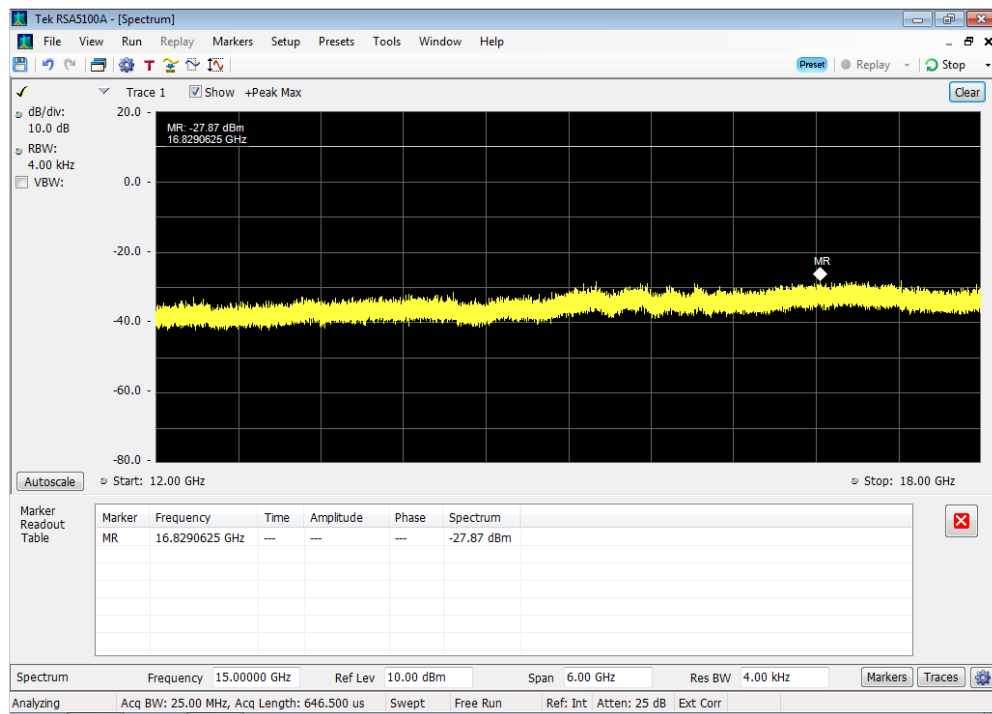 Tek RSA5100A - [Spectrum]
File View Run Replay Markers Setup Presets Tools Window Help
T Preset Replay Stop
Trace 1 Show +Peak Max Clear
dB/div:
10.0 dB
RBW:
4.00 kHz
VBW:
20.0
MR: -27.87 dBm
16.8290625 GHz
0.0
-20.0
MR
-40.0
-60.0
-80.0
Autoscale Start: 12.00 GHz Stop: 18.00 GHz
Marker
Readout
Table
Marker Frequency Time Amplitude Phase Spectrum
MR 16.8290625 GHz --- --- --- -27.87 dBm
Spectrum Frequency 15.00000 GHz Ref Lev 10.00 dBm Span 6.00 GHz Res BW 4.00 kHz Markers Traces
Analyzing Acq BW: 25.00 MHz, Acq Length: 646.500 us Swept Free Run Ref: Int Atten: 25 dB Ext Corr